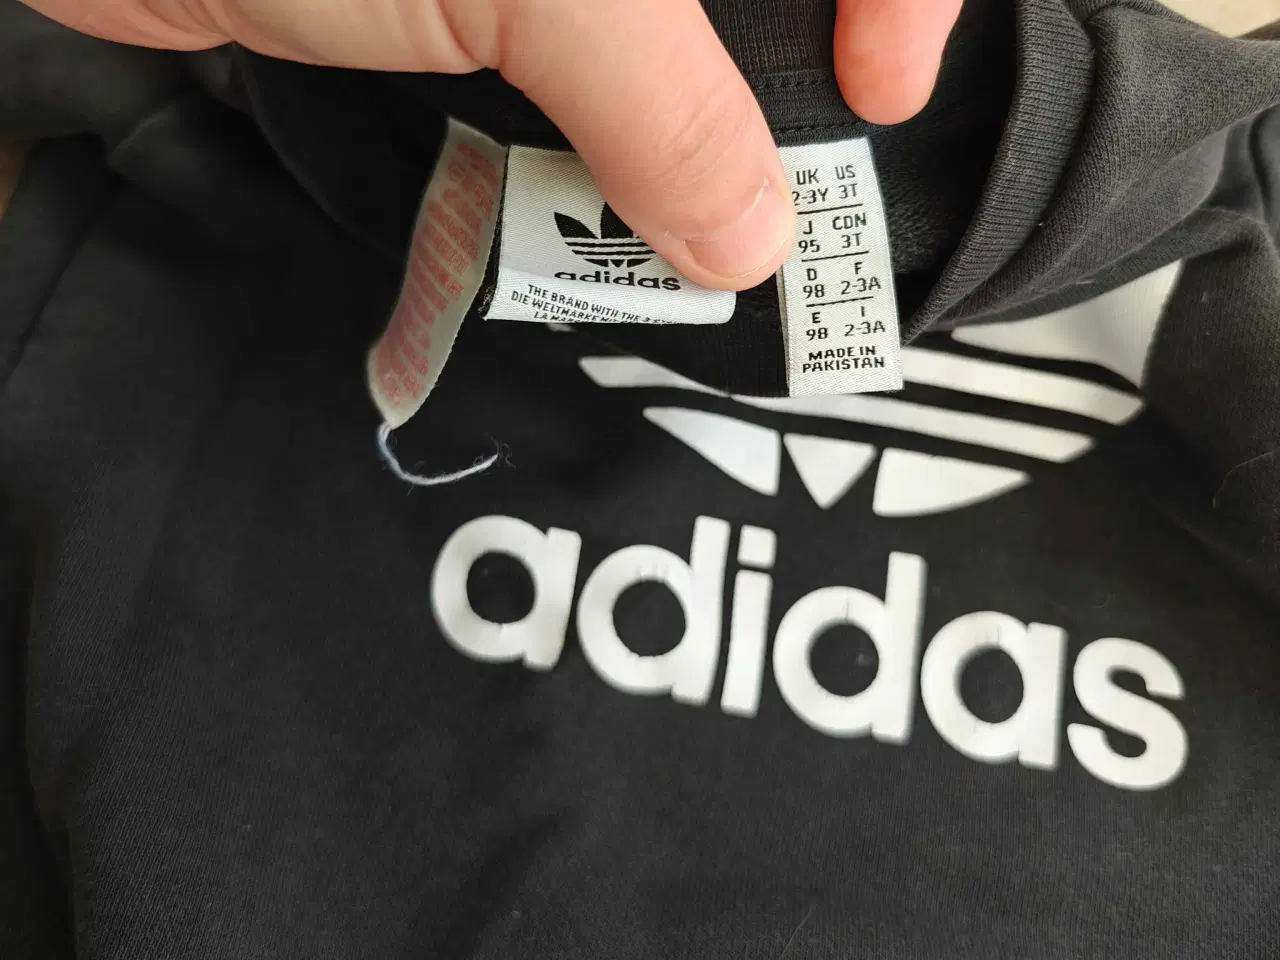 adidas
THE BRAND WITH THE 3
DIE WELTMARKE
UK US
2-3Y 3T
J CDN
95 3T
D F
98 2-3A
E I
98 2-3A
MADE IN
PAKISTAN
adidas